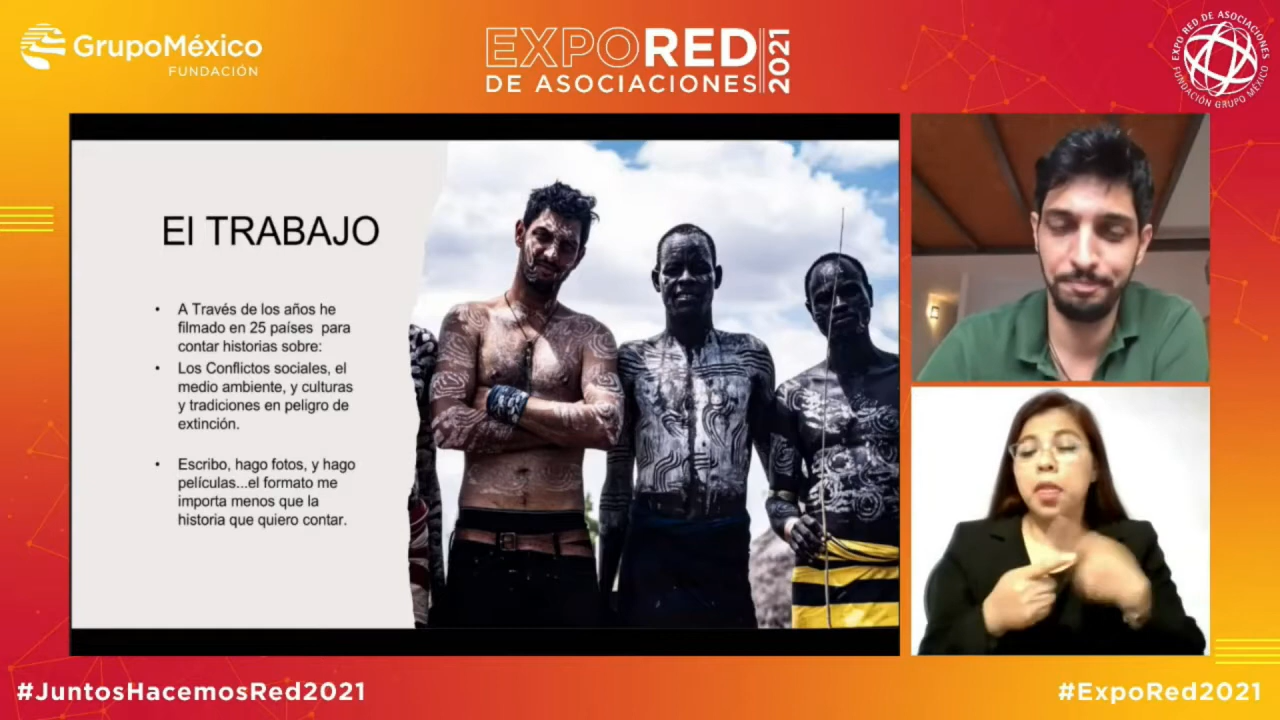 GrupoMéxico
FUNDACIÓN
EXPORED
DE ASOCIACIONES
2021
EXPO RED DE ASOCIACIONES
FUNDACIÓN GRUPO MÉXICO
El TRABAJO
• A Través de los años he
filmado en 25 países para
contar historias sobre:
• Los Conflictos sociales, el
medio ambiente, y culturas
y tradiciones en peligro de
extinción.
• Escribo, hago fotos, y hago
películas...el formato me
importa menos que la
historia que quiero contar.
#JuntosHacemosRed2021
#ExpoRed2021